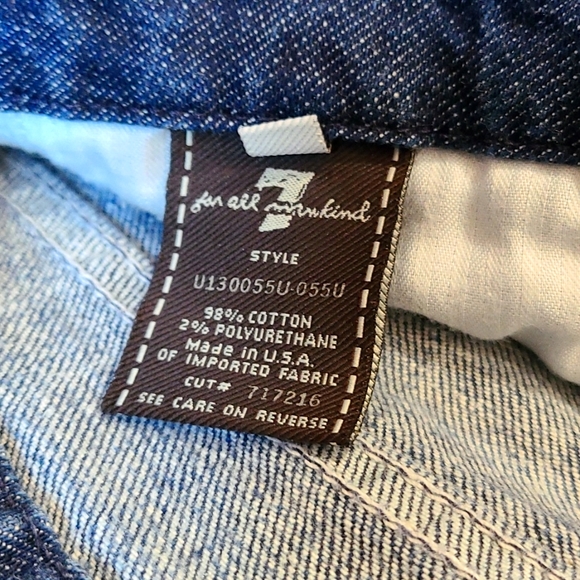 7
for all mankind
STYLE
U130055U-055U
98% COTTON
2% POLYURETHANE
Made in U.S.A.
OF IMPORTED FABRIC
CUT# 717216
SEE CARE ON REVERSE